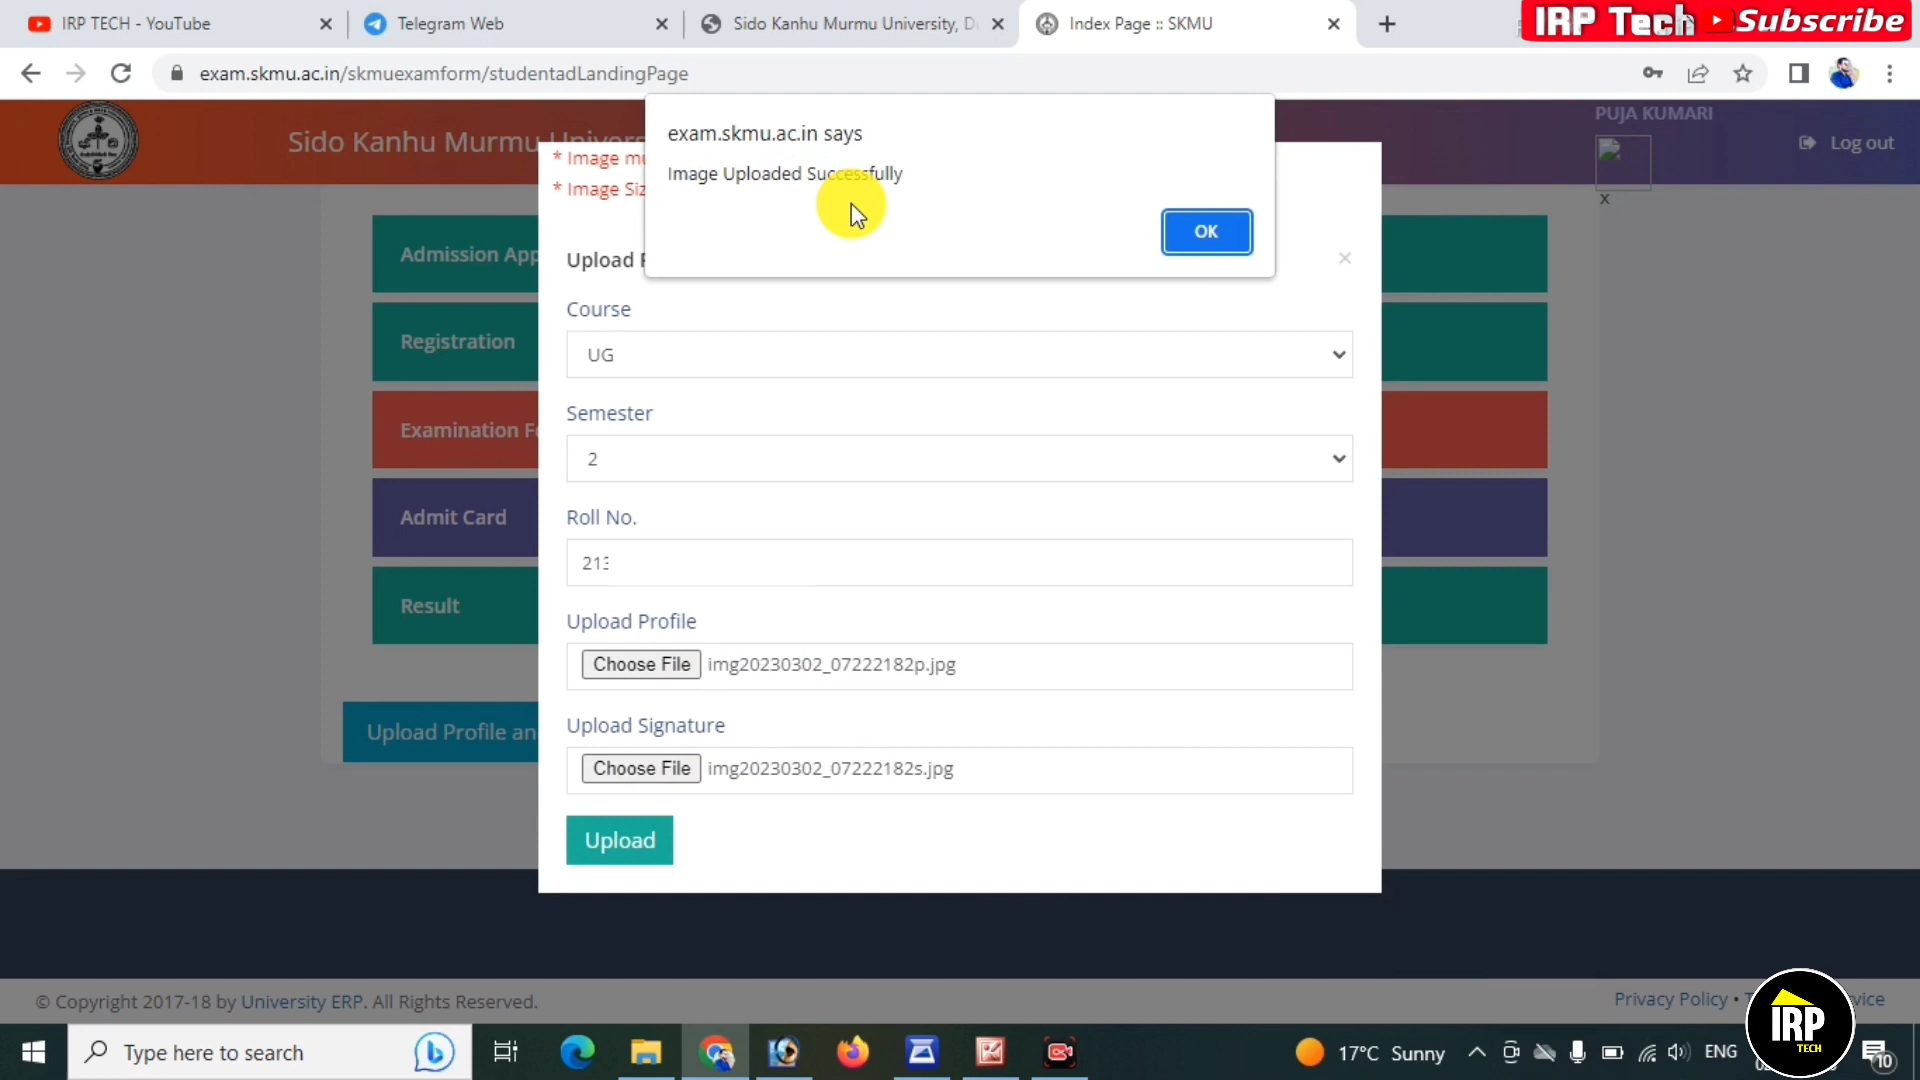 IRP TECH - YouTube
Telegram Web
Sido Kanhu Murmu University, D
Index Page :: SKMU
IRP Tech Subscribe
exam.skmu.ac.in/skmuexamform/studentadLandingPage
Sido Kanhu Murmu
PUJA KUMARI
Log out
x
exam.skmu.ac.in says
Image Uploaded Successfully
OK
* Image
* Image
Upload
×
Admission
Registration
Examination
Admit Card
Result
Upload Profile
Course
UG
Semester
2
Roll No.
213
Upload Profile
Choose File img20230302_07222182p.jpg
Upload Signature
Choose File img20230302_07222182s.jpg
Upload
© Copyright 2017-18 by University ERP. All Rights Reserved.
Privacy Policy •
IRP
TECH
Type here to search
17°C Sunny
ENG
10